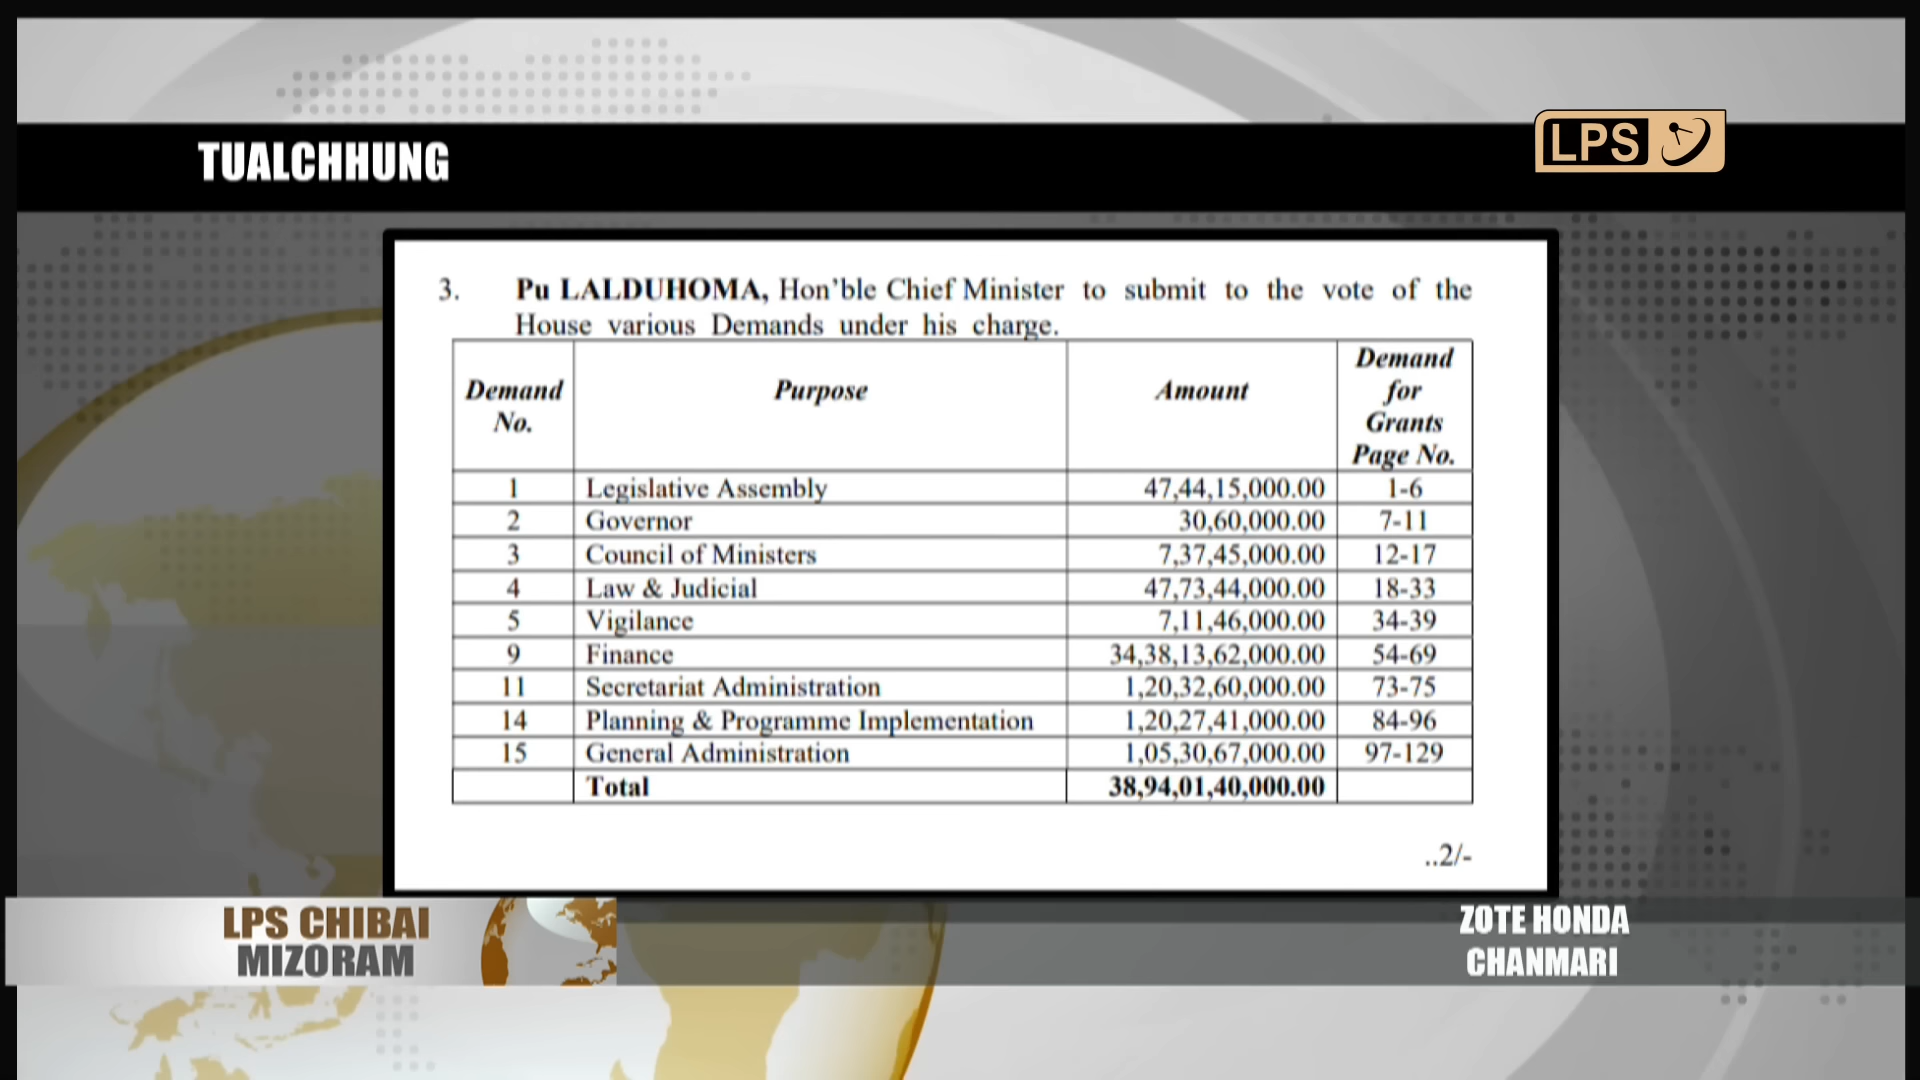 TUALCHHUNG
LPS
3. Pu LALDUHOMA, Hon'ble Chief Minister to submit to the vote of the
House various Demands under his charge.
Demand No. Purpose Amount Demand for Grants Page No.
1 Legislative Assembly 47,44,15,000.00 1-6
2 Governor 30,60,000.00 7-11
3 Council of Ministers 7,37,45,000.00 12-17
4 Law & Judicial 47,73,44,000.00 18-33
5 Vigilance 7,11,46,000.00 34-39
9 Finance 34,38,13,62,000.00 54-69
11 Secretariat Administration 1,20,32,60,000.00 73-75
14 Planning & Programme Implementation 1,20,27,41,000.00 84-96
15 General Administration 1,05,30,67,000.00 97-129
Total 38,94,01,40,000.00
..2/-
LPS CHIBAI
MIZORAM
ZOTE HONDA
CHANMARI